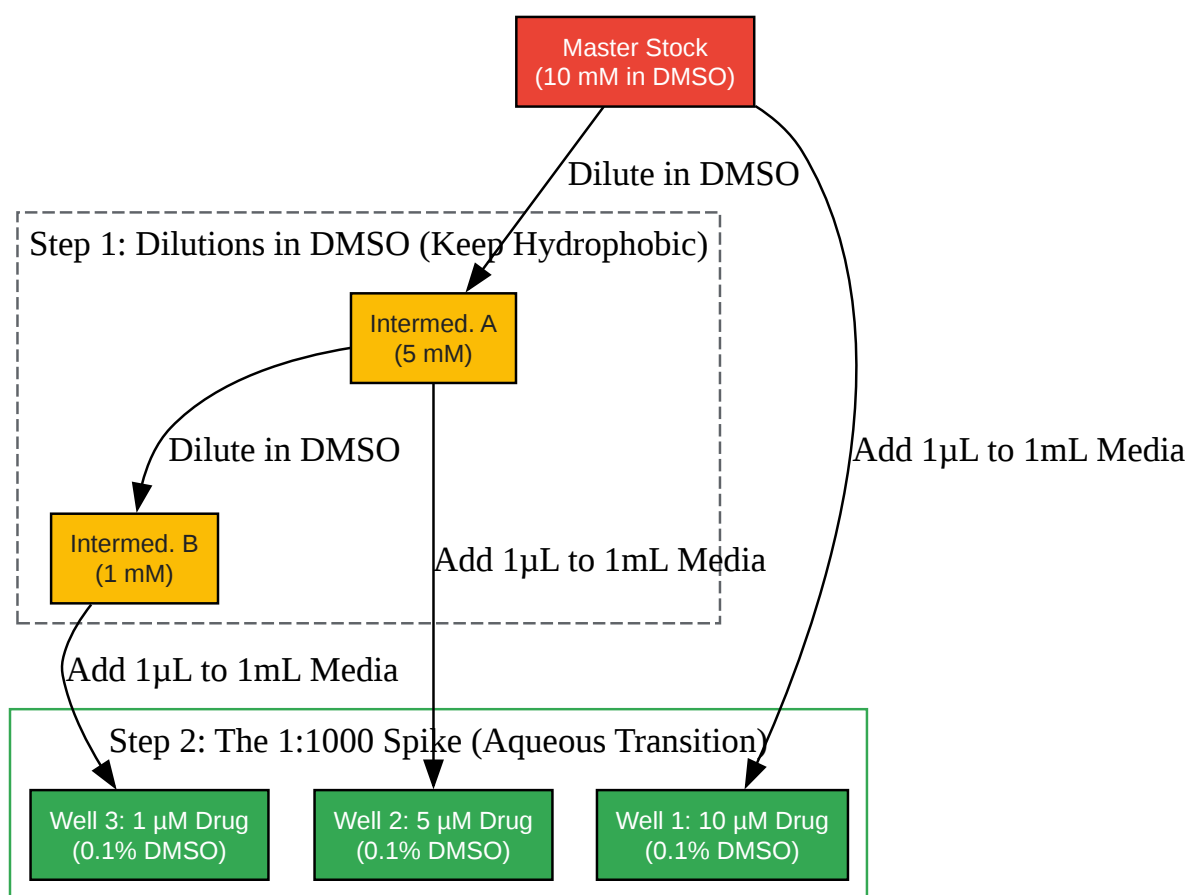 Master Stock
(10 mM in DMSO)
Dilute in DMSO
Step 1: Dilutions in DMSO (Keep Hydrophobic)
Intermed. A
(5 mM)
Dilute in DMSO
Add 1µL to 1mL Media
Intermed. B
(1 mM)
Add 1µL to 1mL Media
Add 1µL to 1mL Media
Step 2: The 1:1000 Spike (Aqueous Transition)
Well 3: 1 µM Drug
(0.1% DMSO)
Well 2: 5 µM Drug
(0.1% DMSO)
Well 1: 10 µM Drug
(0.1% DMSO)